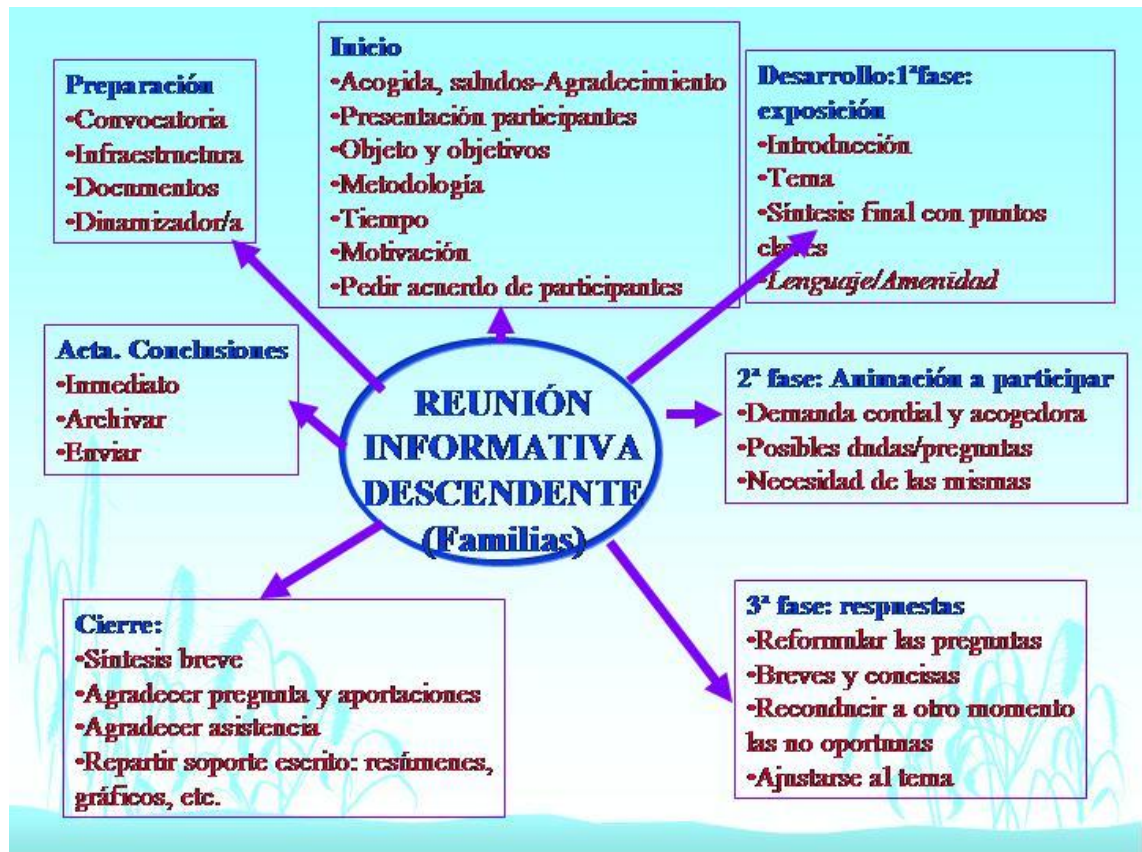 Preparación
•Convocatoria
•Infraestructura
•Documentos
•Dinamizador/a
Inicio
•Acogida, saludos-Agradecimiento
•Presentación participantes
•Objeto y objetivos
•Metodología
•Tiempo
•Motivación
•Pedir acuerdo de participantes
Desarrollo:1ªfase:
exposición
•Introducción
•Tema
•Síntesis final con puntos
claves
•Lenguaje/Amenidad
Acta. Conclusiones
•Inmediato
•Archivar
•Enviar
REUNIÓN
INFORMATIVA
DESCENDENTE
(Familias)
2ª fase: Animación a participar
•Demanda cordial y acogedora
•Posibles dudas/preguntas
•Necesidad de las mismas
Cierre:
•Síntesis breve
•Agradecer pregunta y aportaciones
•Agradecer asistencia
•Repartir soporte escrito: resúmenes,
gráficos, etc.
3ª fase: respuestas
•Reformular las preguntas
•Breves y concisas
•Reconducir a otro momento
las no oportunas
•Ajustarse al tema